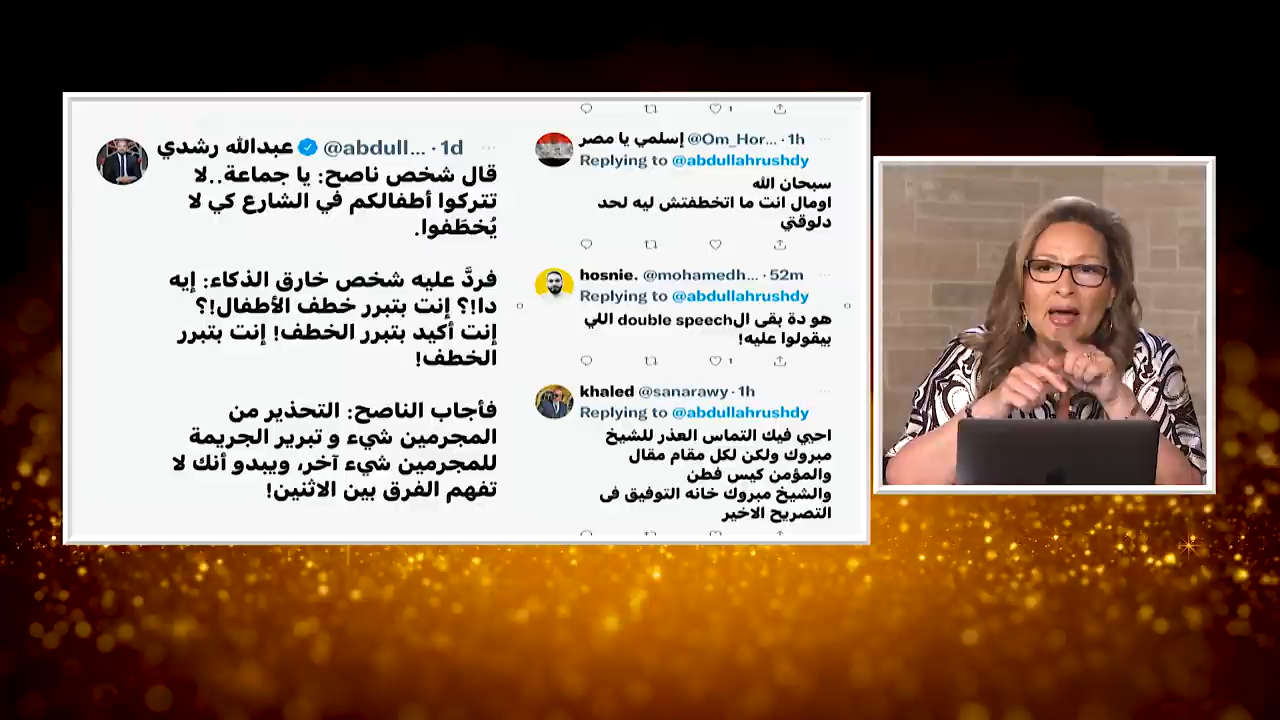 عبدالله رشدي @abdull... · 1d
قال شخص ناصح: يا جماعة..لا
تتركوا أطفالكم في الشارع كي لا
يُخطَفوا.
فردَّ عليه شخص خارق الذكاء: إيه
دا!؟ إنت بتبرر خطف الأطفال!؟
إنت أكيد بتبرر الخطف! إنت بتبرر
الخطف!
فأجاب الناصح: التحذير من
المجرمين شيء و تبرير الجريمة
للمجرمين شيء آخر، ويبدو أنك لا
تفهم الفرق بين الاثنين!
1
إسلمي يا مصر @Om_Hor... · 1h
Replying to @abdullahrushdy
سبحان الله
اومال انت ما اتخطفتش ليه لحد
دلوقتي
hosnie. @mohamedh... · 52m
Replying to @abdullahrushdy
هو دة بقى الdouble speech اللي
بيقولوا عليه!
1
khaled @sanarawy · 1h
Replying to @abdullahrushdy
احيي فيك التماس العذر للشيخ
مبروك ولكن لكل مقام مقال
والمؤمن كيس فطن
والشيخ مبروك خانه التوفيق فى
التصريح الاخير